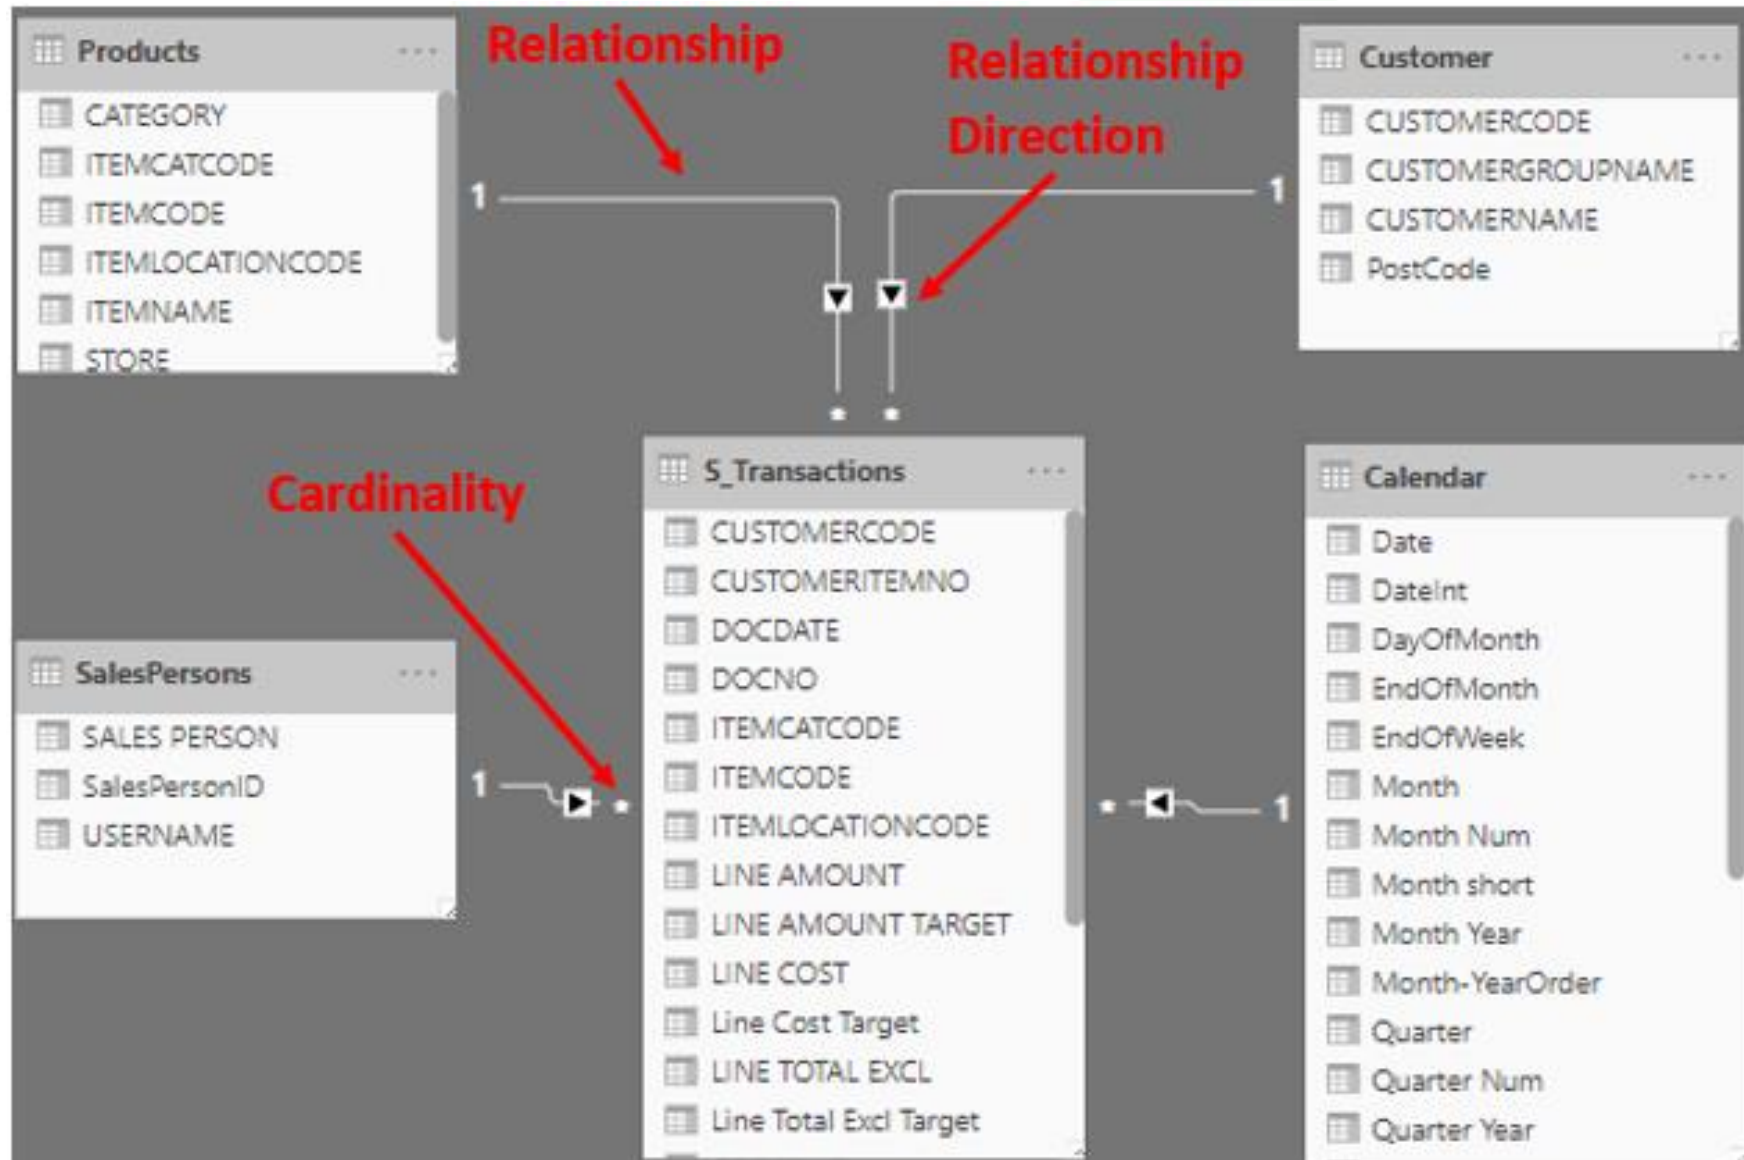 Products
CATEGORY
ITEMCATCODE
ITEMCODE
ITEMLOCATIONCODE
ITEMNAME
STORE
Relationship
Relationship
Direction
Customer
CUSTOMERCODE
CUSTOMERGROUPNAME
CUSTOMERNAME
PostCode
1
1
*
*
Cardinality
SalesPersons
SALES PERSON
SalesPersonID
USERNAME
1
*
S_Transactions
CUSTOMERCODE
CUSTOMERITEMNO
DOCDATE
DOCNO
ITEMCATCODE
ITEMCODE
ITEMLOCATIONCODE
LINE AMOUNT
LINE AMOUNT TARGET
LINE COST
Line Cost Target
LINE TOTAL EXCL
Line Total Excl Target
*
1
Calendar
Date
DateInt
DayOfMonth
EndOfMonth
EndOfWeek
Month
Month Num
Month short
Month Year
Month-YearOrder
Quarter
Quarter Num
Quarter Year